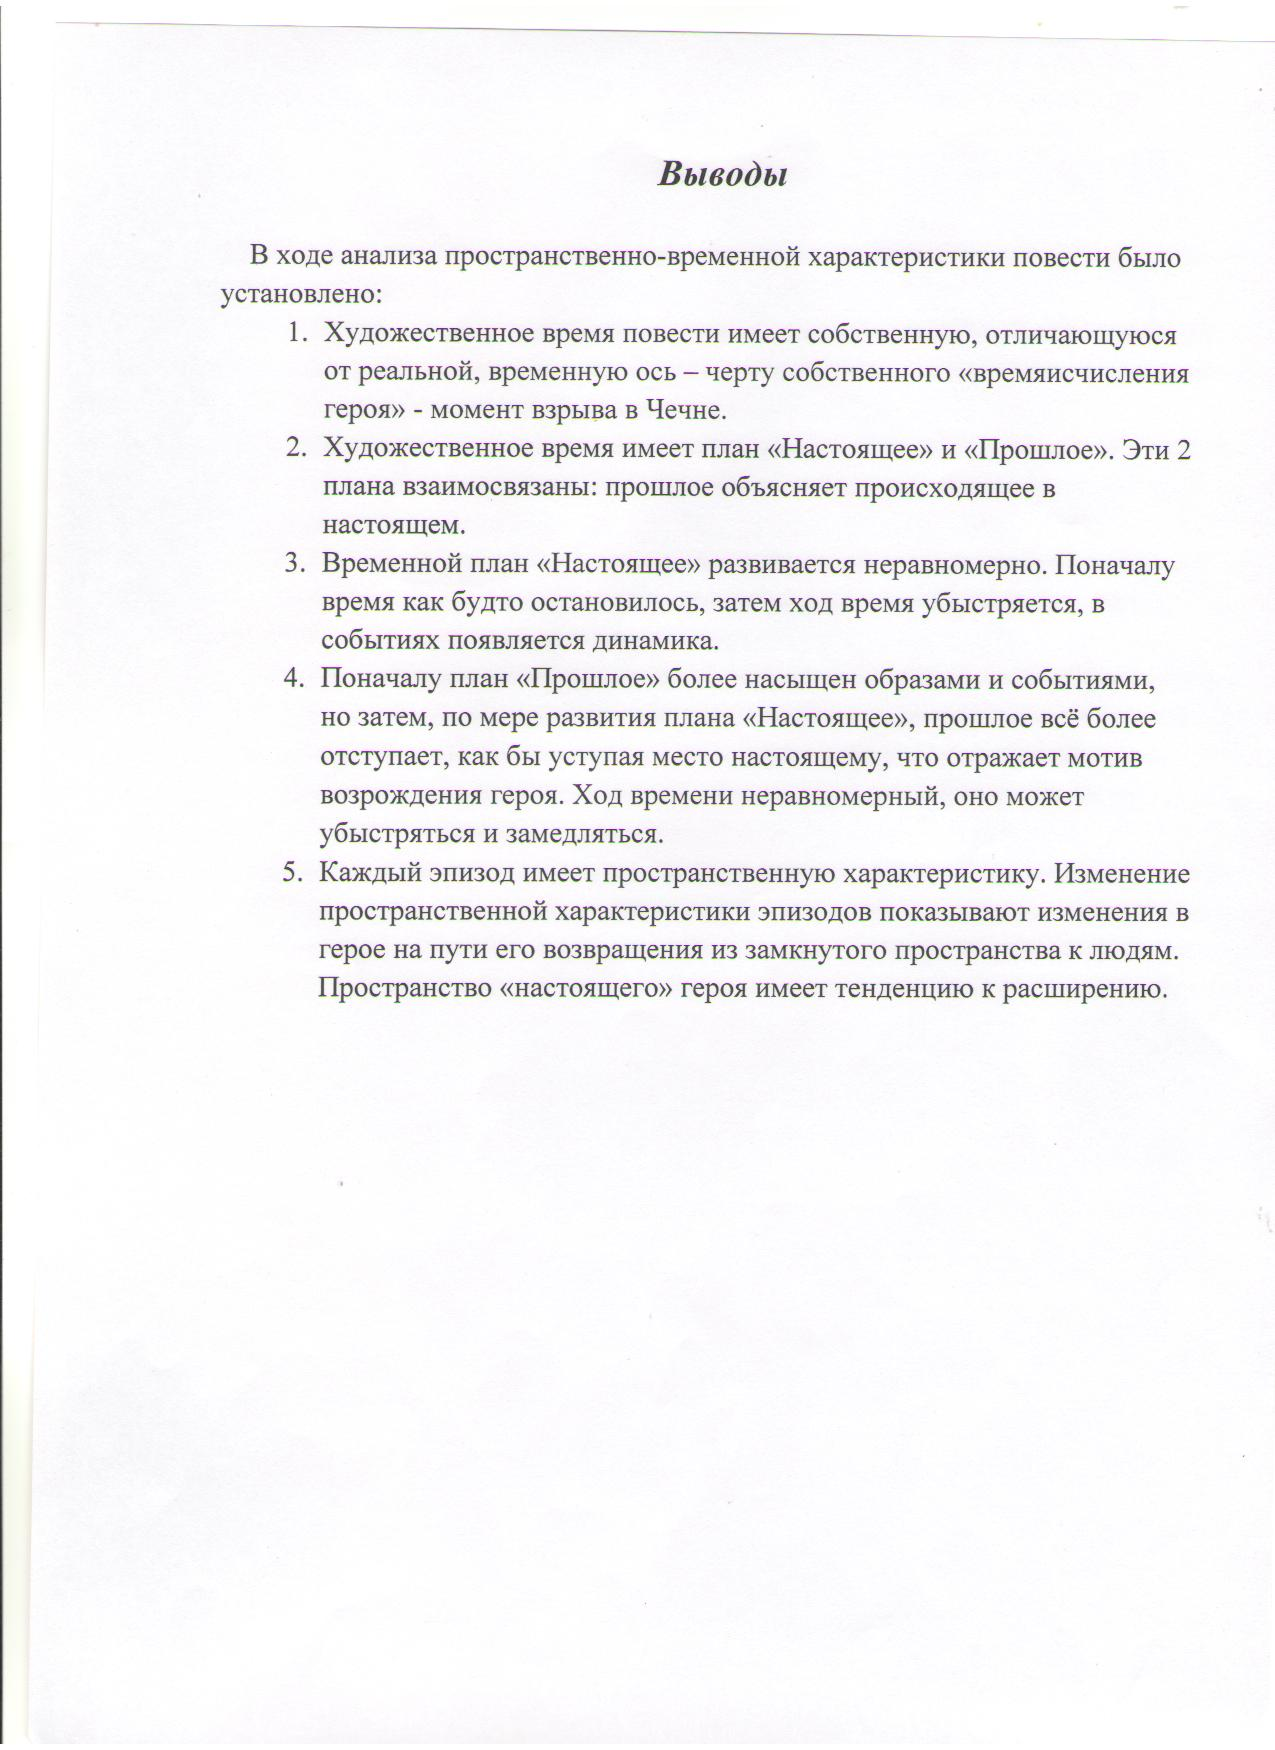 Выводы
В ходе анализа пространственно-временной характеристики повести было
установлено:
1. Художественное время повести имеет собственную, отличающуюся
от реальной, временную ось – черту собственного «времяисчисления
героя» - момент взрыва в Чечне.
2. Художественное время имеет план «Настоящее» и «Прошлое». Эти 2
плана взаимосвязаны: прошлое объясняет происходящее в
настоящем.
3. Временной план «Настоящее» развивается неравномерно. Поначалу
время как будто остановилось, затем ход время убыстряется, в
событиях появляется динамика.
4. Поначалу план «Прошлое» более насыщен образами и событиями,
но затем, по мере развития плана «Настоящее», прошлое всё более
отступает, как бы уступая место настоящему, что отражает мотив
возрождения героя. Ход времени неравномерный, оно может
убыстряться и замедляться.
5. Каждый эпизод имеет пространственную характеристику. Изменение
пространственной характеристики эпизодов показывают изменения в
герое на пути его возвращения из замкнутого пространства к людям.
Пространство «настоящего» героя имеет тенденцию к расширению.